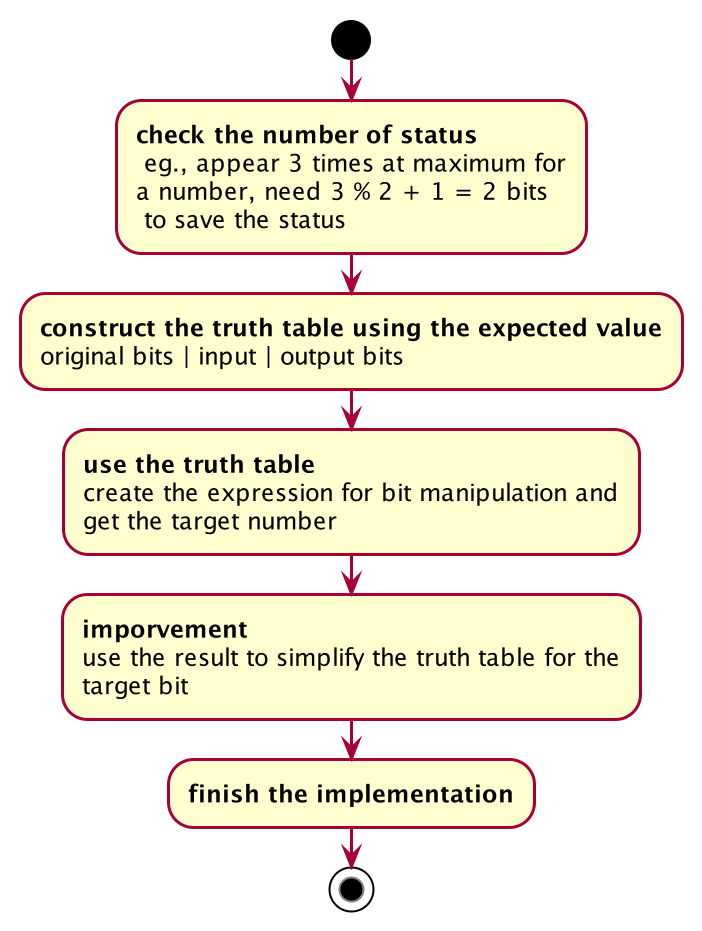 check the number of status
eg., appear 3 times at maximum for
a number, need 3 % 2 + 1 = 2 bits
to save the status
construct the truth table using the expected value
original bits | input | output bits
use the truth table
create the expression for bit manipulation and
get the target number
imporvement
use the result to simplify the truth table for the
target bit
finish the implementation